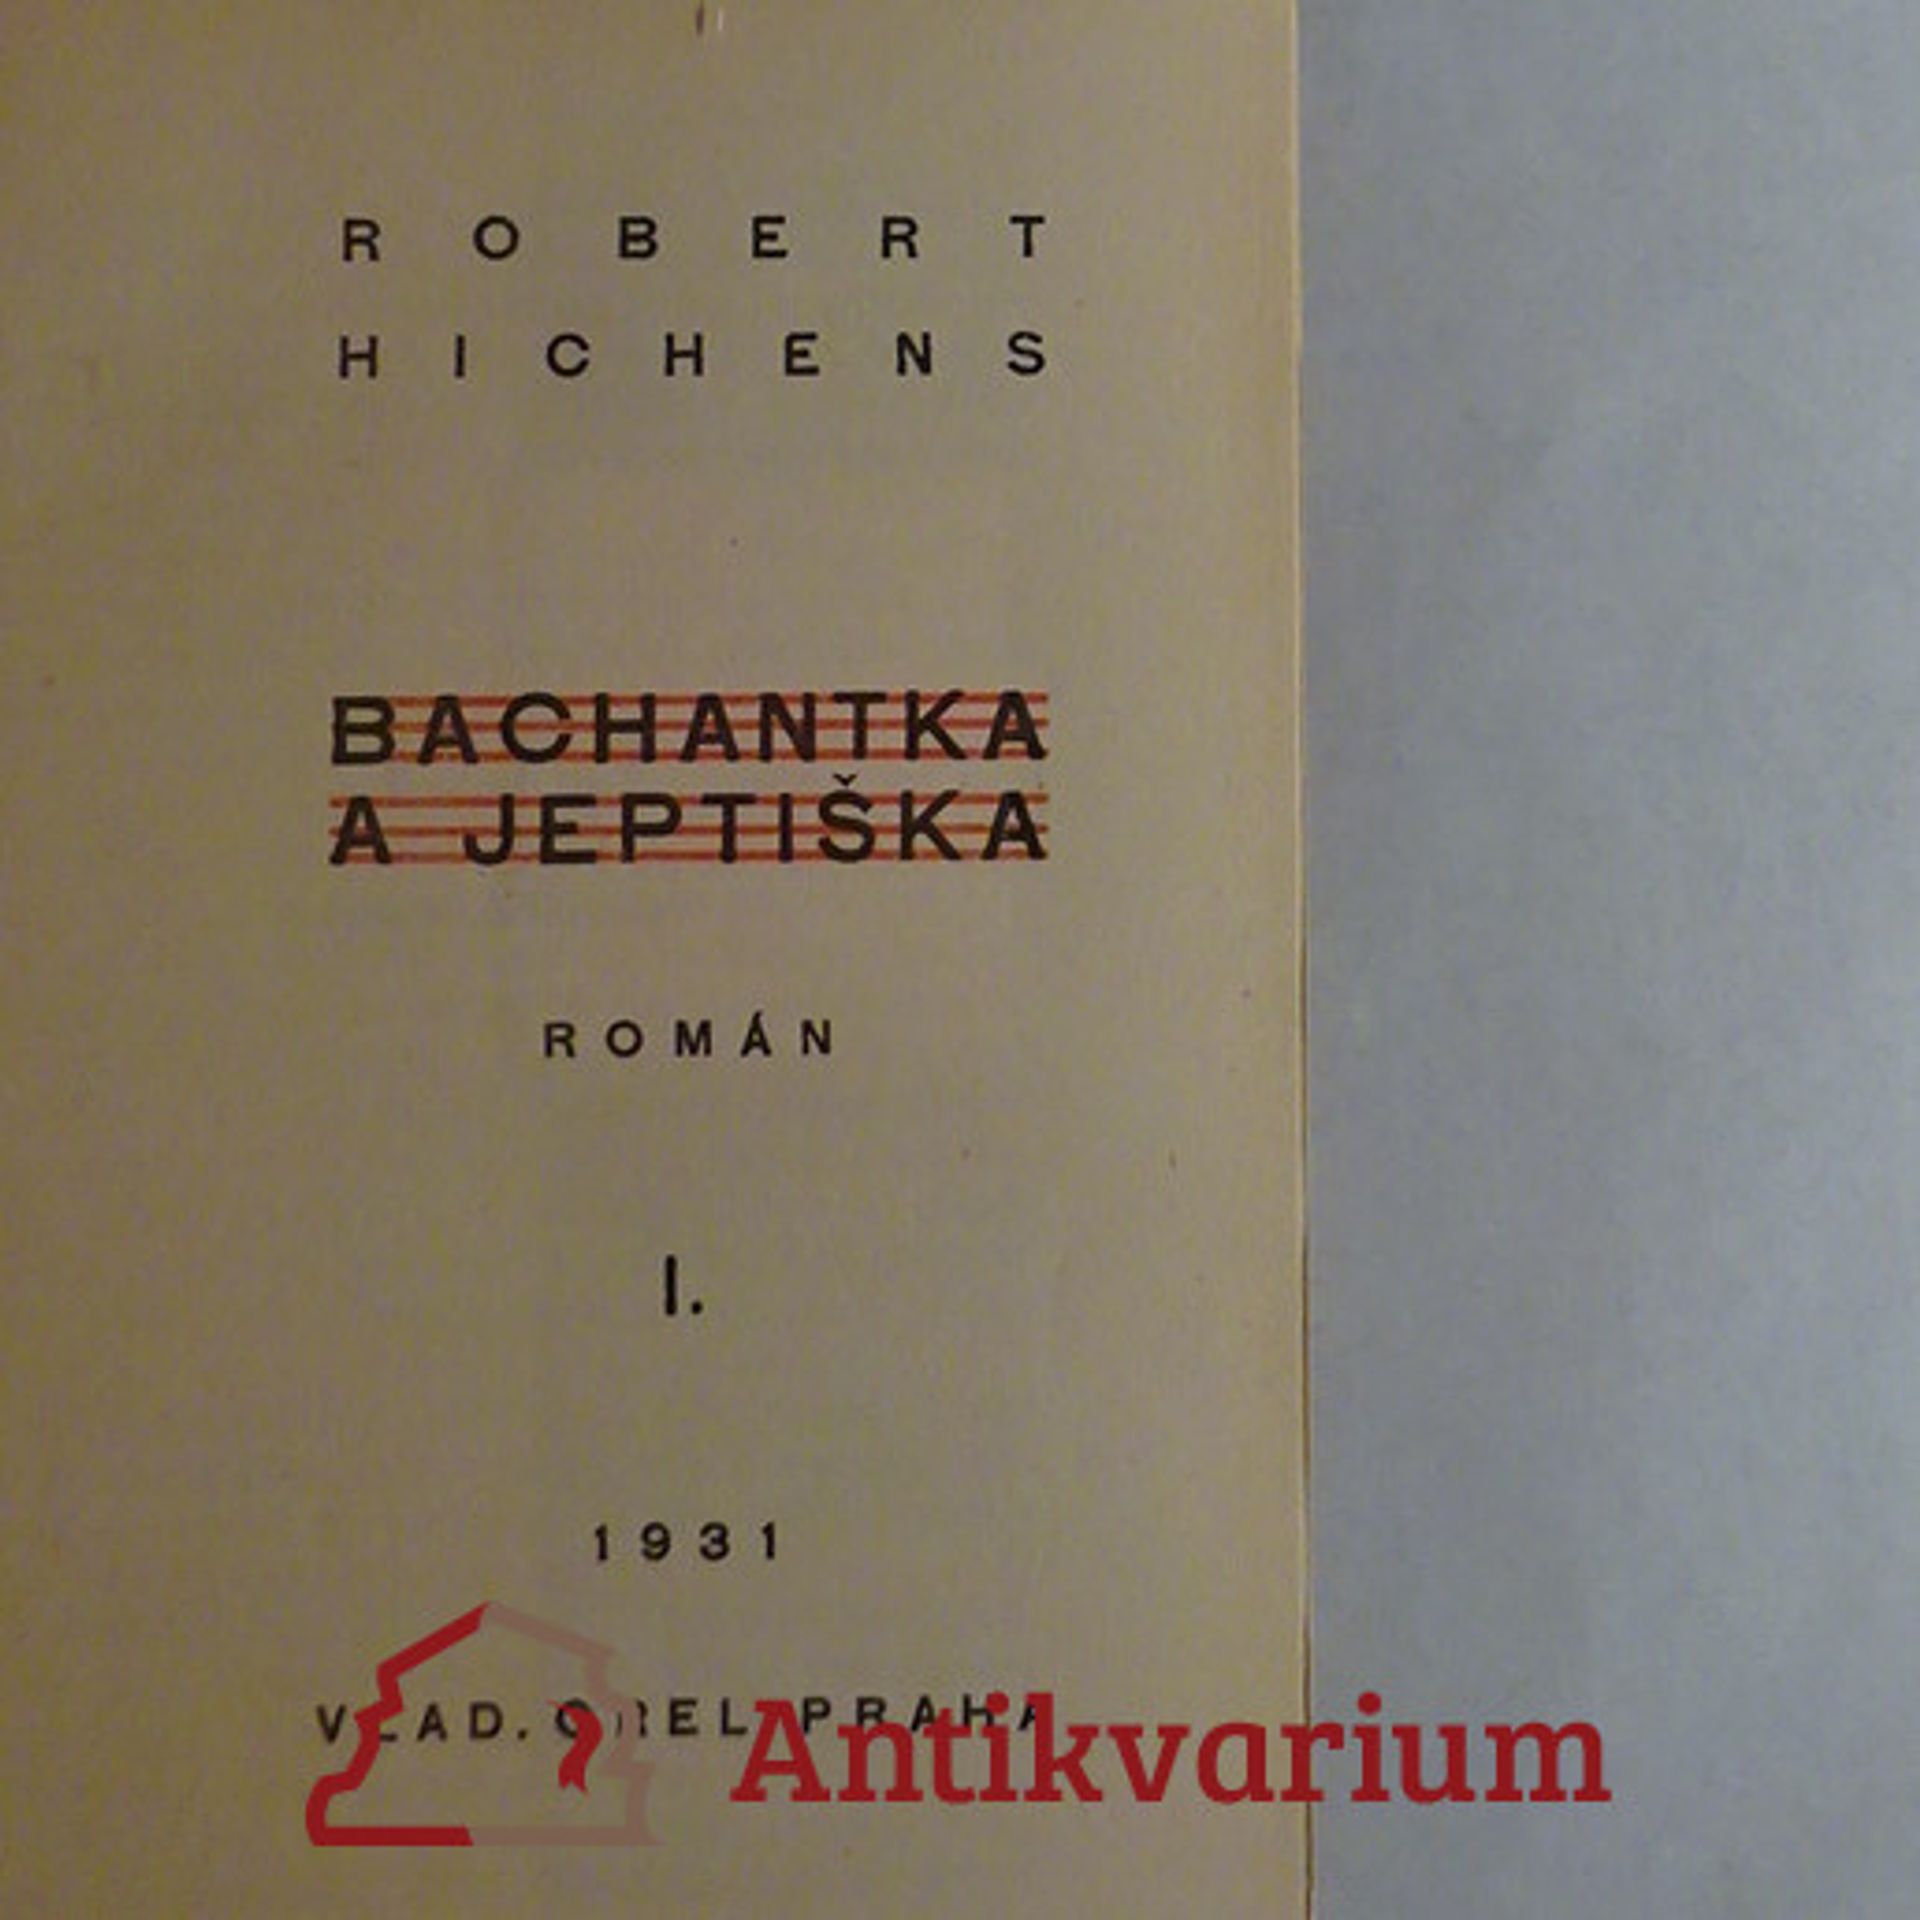 ROBERT
HICHENS
BACHANTKA
A JEPTIŠKA
ROMÁN
I.
1931
VLAD. OREL PRAHA
Antikvarium